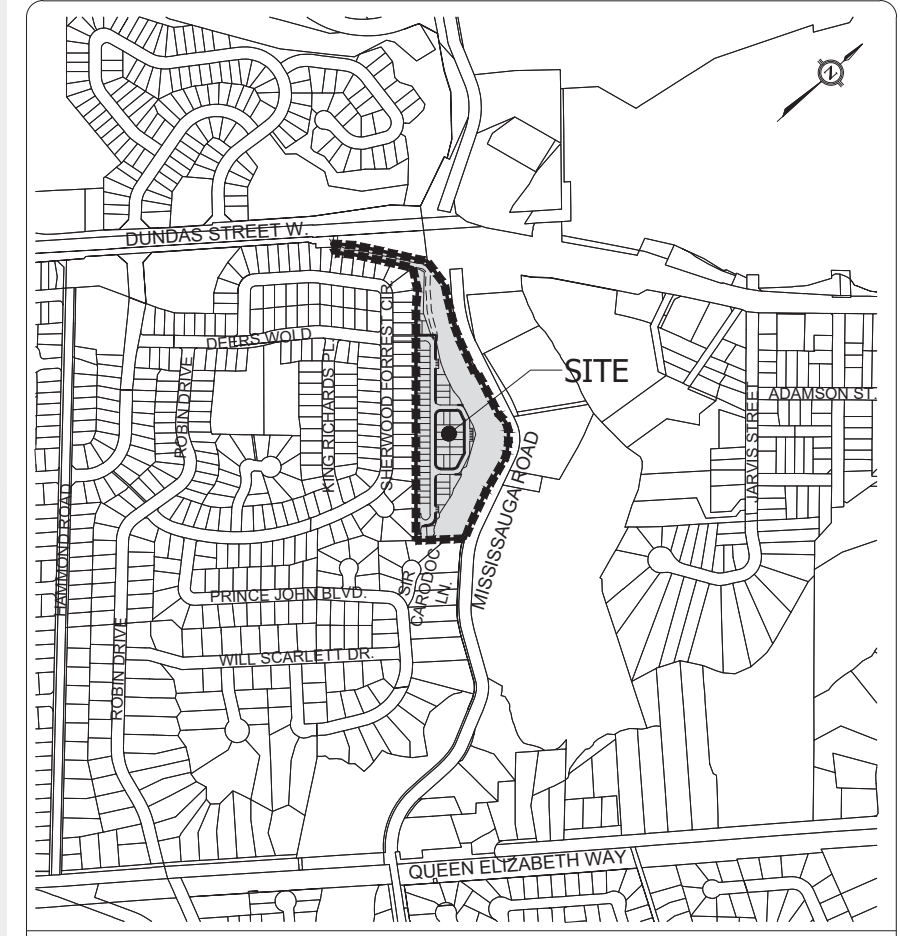 N
DUNDAS STREET W.
DEERS WOLD
ROBIN DRIVE
KING RICHARDS PL.
SHERWOOD FORREST CIR.
SITE
ADAMSON ST.
JARVIS STREET
HAMMOND ROAD
MISSISSAUGA ROAD
SIR
CARODOC
LN.
PRINCE JOHN BLVD.
WILL SCARLETT DR.
ROBIN DRIVE
QUEEN ELIZABETH WAY